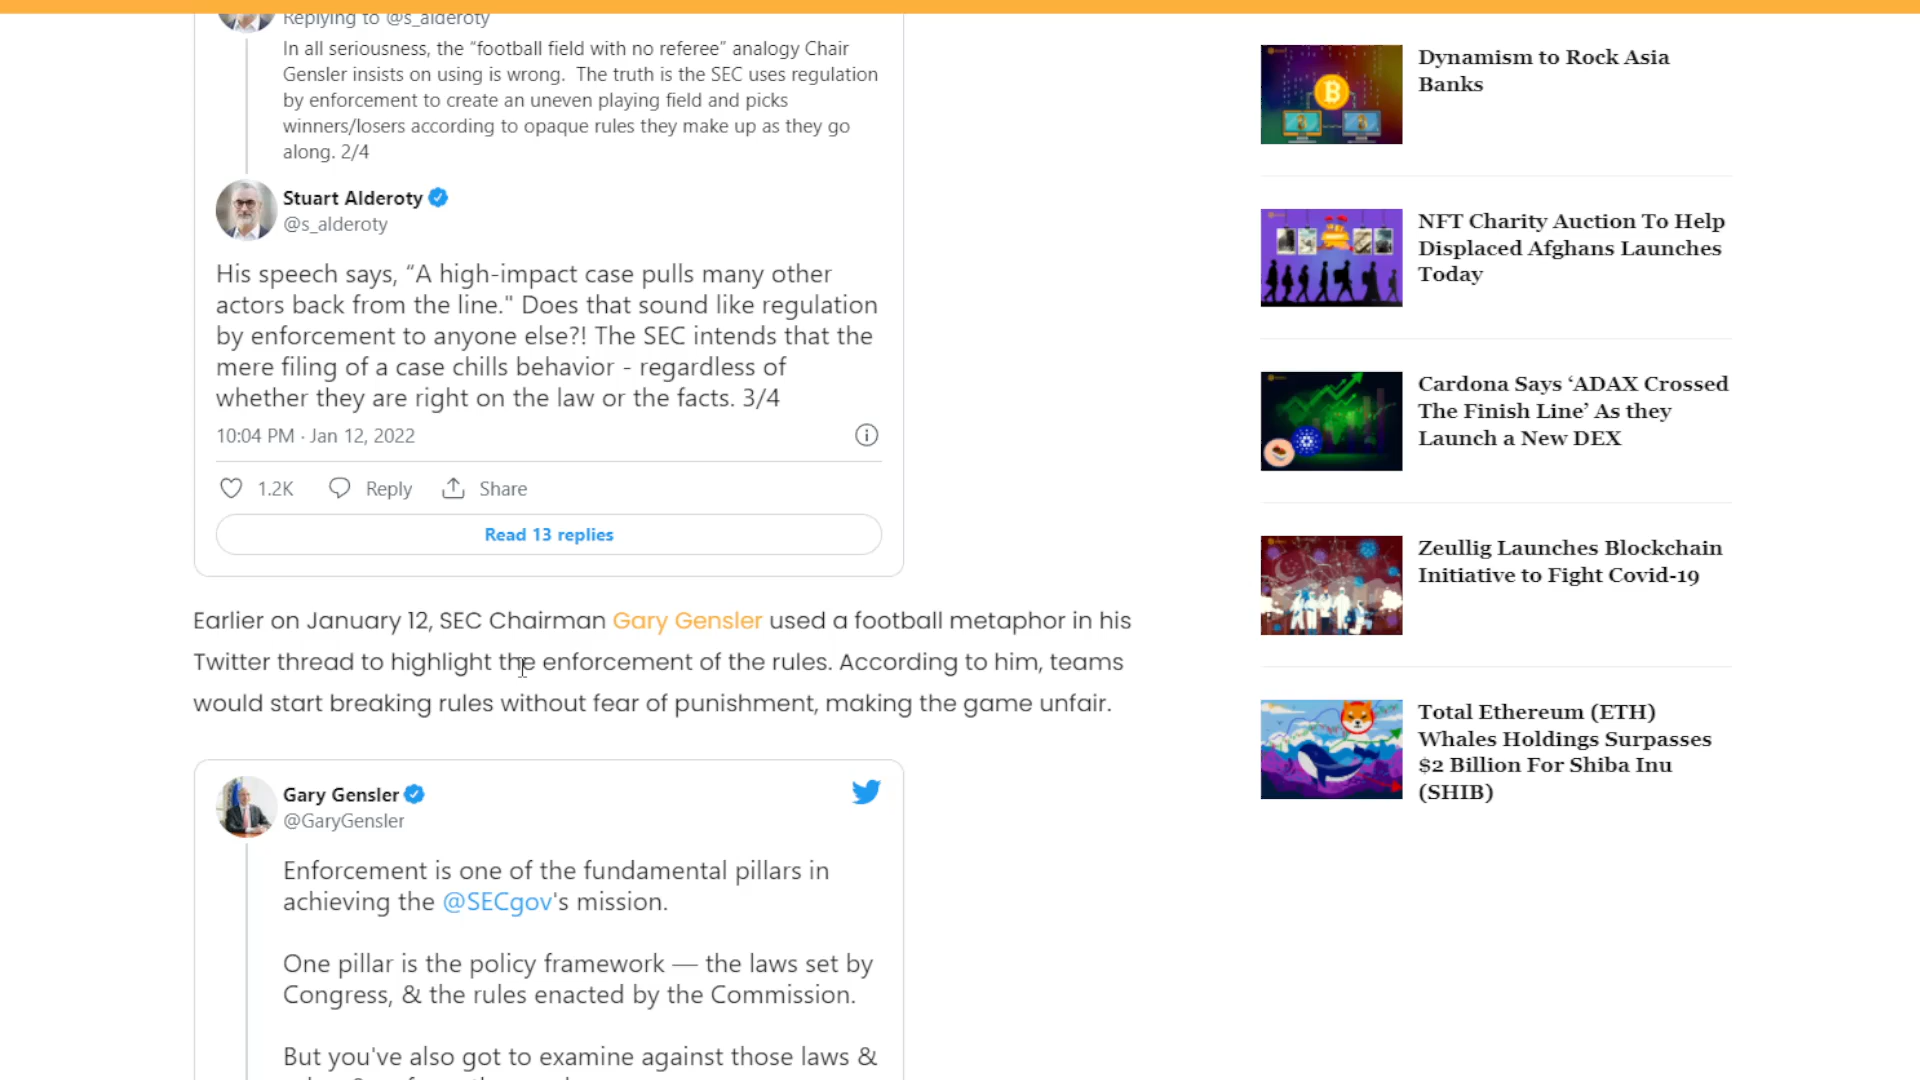 Replying to @s_alderoty
In all seriousness, the “football field with no referee” analogy Chair
Gensler insists on using is wrong.  The truth is the SEC uses regulation
by enforcement to create an uneven playing field and picks
winners/losers according to opaque rules they make up as they go
along. 2/4
Stuart Alderoty
@s_alderoty
His speech says, “A high-impact case pulls many other
actors back from the line." Does that sound like regulation
by enforcement to anyone else?! The SEC intends that the
mere filing of a case chills behavior - regardless of
whether they are right on the law or the facts. 3/4
10:04 PM · Jan 12, 2022
1.2K Reply Share
Read 13 replies
Earlier on January 12, SEC Chairman Gary Gensler used a football metaphor in his
Twitter thread to highlight the enforcement of the rules. According to him, teams
would start breaking rules without fear of punishment, making the game unfair.
Gary Gensler
@GaryGensler
Enforcement is one of the fundamental pillars in
achieving the @SECgov's mission.
One pillar is the policy framework — the laws set by
Congress, & the rules enacted by the Commission.
But you've also got to examine against those laws &
Dynamism to Rock Asia
Banks
NFT Charity Auction To Help
Displaced Afghans Launches
Today
Cardona Says ‘ADAX Crossed
The Finish Line’ As they
Launch a New DEX
Zeullig Launches Blockchain
Initiative to Fight Covid-19
Total Ethereum (ETH)
Whales Holdings Surpasses
$2 Billion For Shiba Inu
(SHIB)